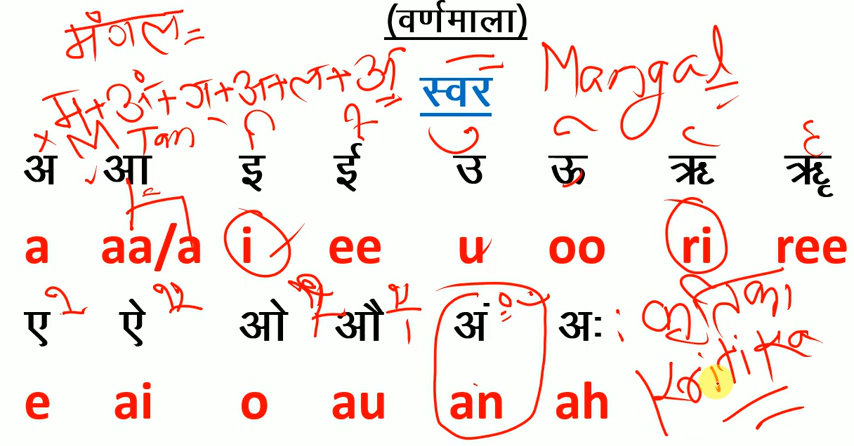 (वर्णमाला)
मंगल=
म+अं+ग+अ+ल+अ
स्वर
Mangal
अ आ इ ई उ ऊ ऋ ॠ
a aa/a i ee u oo ri ree
ए ऐ ओ औ अं अः
e ai o au an ah
कृतिका
Kritika